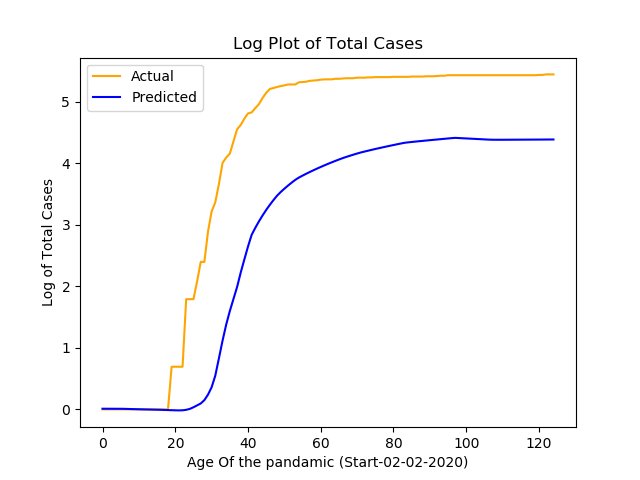 Log Plot of Total Cases
Actual
Predicted
Log of Total Cases
5
4
3
2
1
0
0 20 40 60 80 100 120
Age Of the pandamic (Start-02-02-2020)